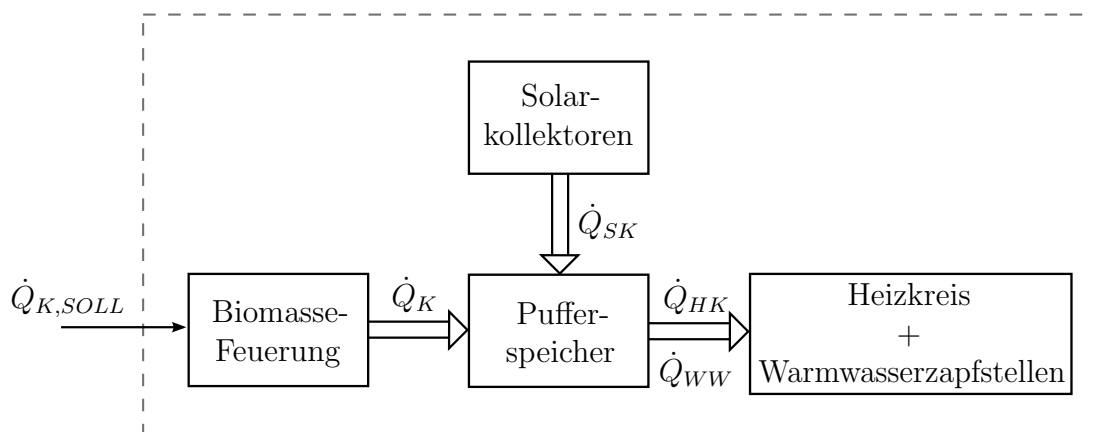 Solar-
kollektoren
Q̇_SK
Q̇_K,SOLL
Biomasse-
Feuerung
Q̇_K
Puffer-
speicher
Q̇_HK
Q̇_WW
Heizkreis
+
Warmwasserzapfstellen